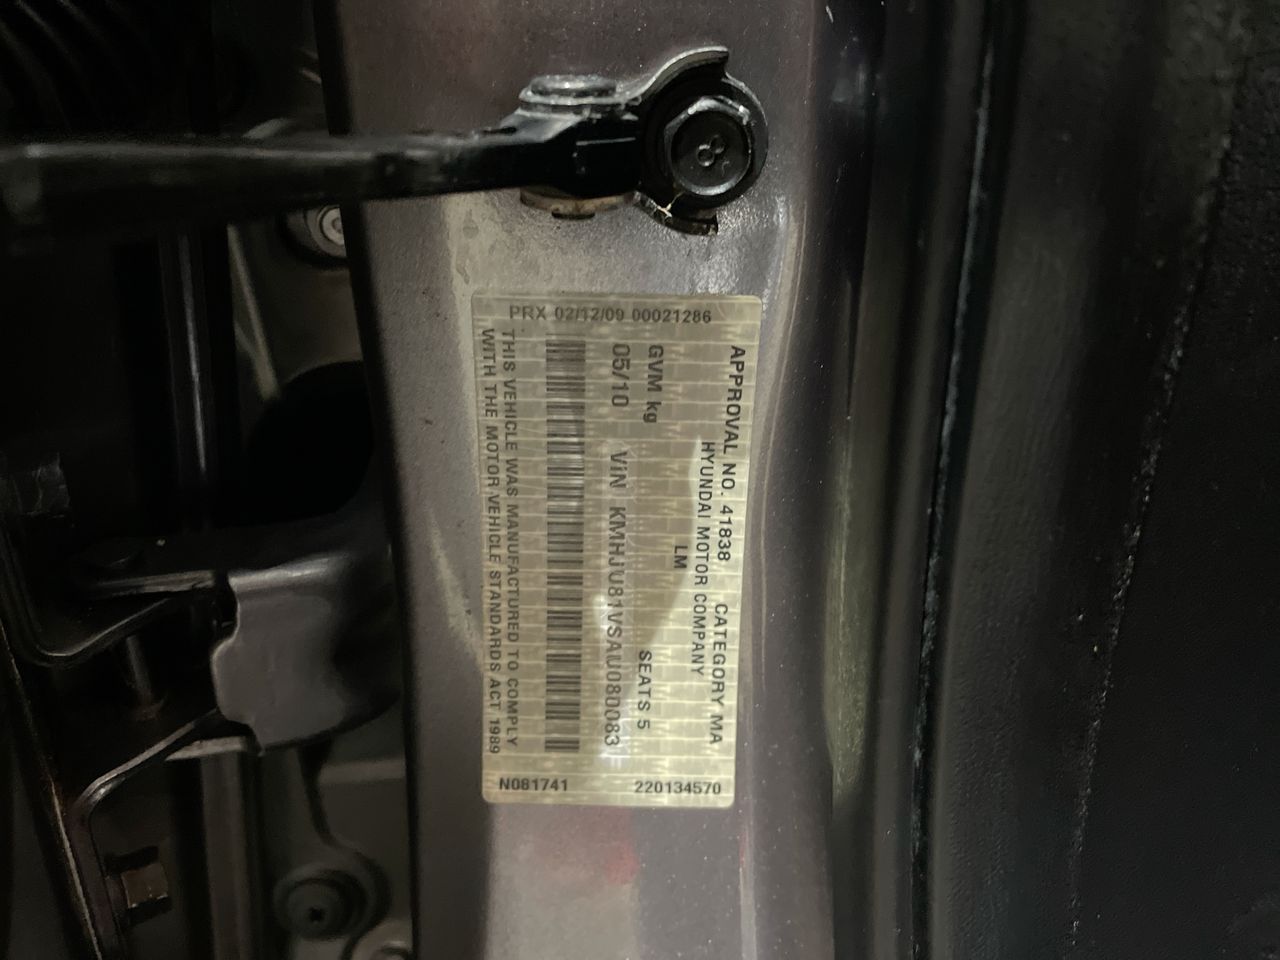 8
PRX 02/12/09 00021286
APPROVAL NO. 41838 CATEGORY MA
HYUNDAI MOTOR COMPANY
LM
GVM kg SEATS 5
05/10 VIN KMHJU81VSAU080083
THIS VEHICLE WAS MANUFACTURED TO COMPLY
WITH THE MOTOR VEHICLE STANDARDS ACT 1989
N081741 220134570